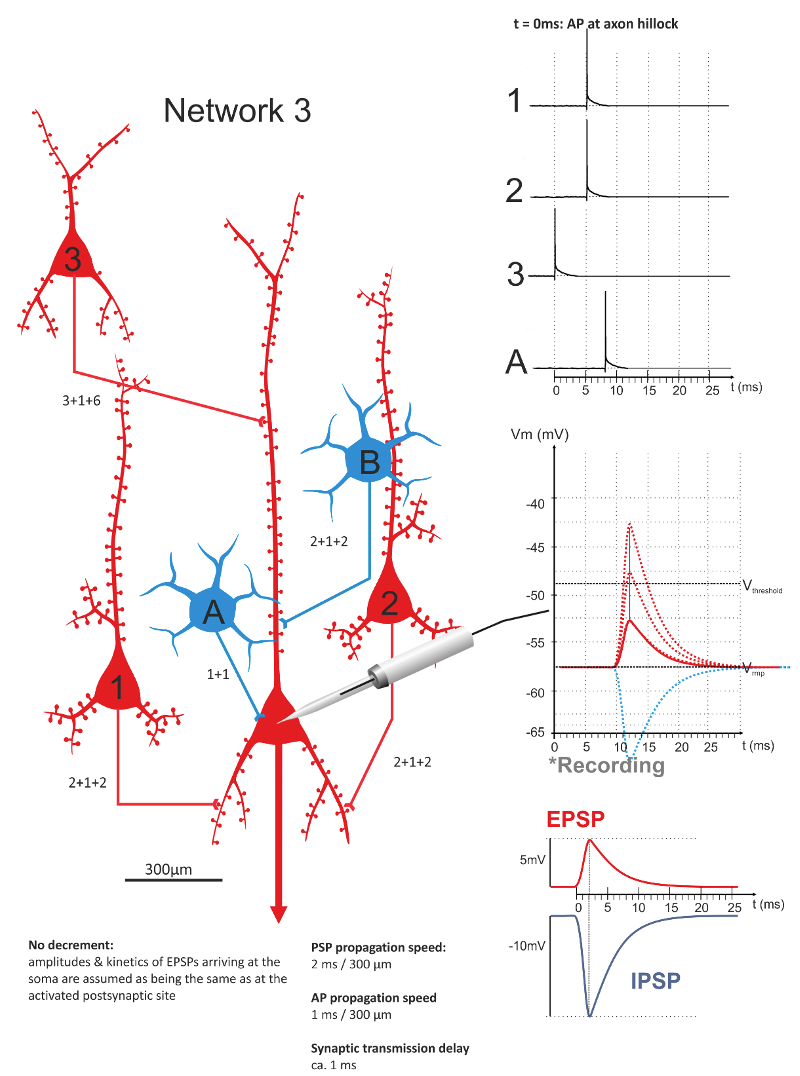 t = 0ms: AP at axon hillock
Network 3
1
2
3
A
0 5 10 15 20 25 t (ms)
3
3+1+6
B
2+1+2
A
2
1+1
1
2+1+2
2+1+2
300µm
Vm (mV)
-40
-45
-50
Vthreshold
-55
Vrmp
-60
-65
0 5 10 15 20 25 t (ms)
*Recording
EPSP
5mV
0 5 10 15 20 25 t (ms)
-10mV
IPSP
No decrement:
amplitudes & kinetics of EPSPs arriving at the
soma are assumed as being the same as at the
activated postsynaptic site
PSP propagation speed:
2 ms / 300 µm
AP propagation speed
1 ms / 300 µm
Synaptic transmission delay
ca. 1 ms